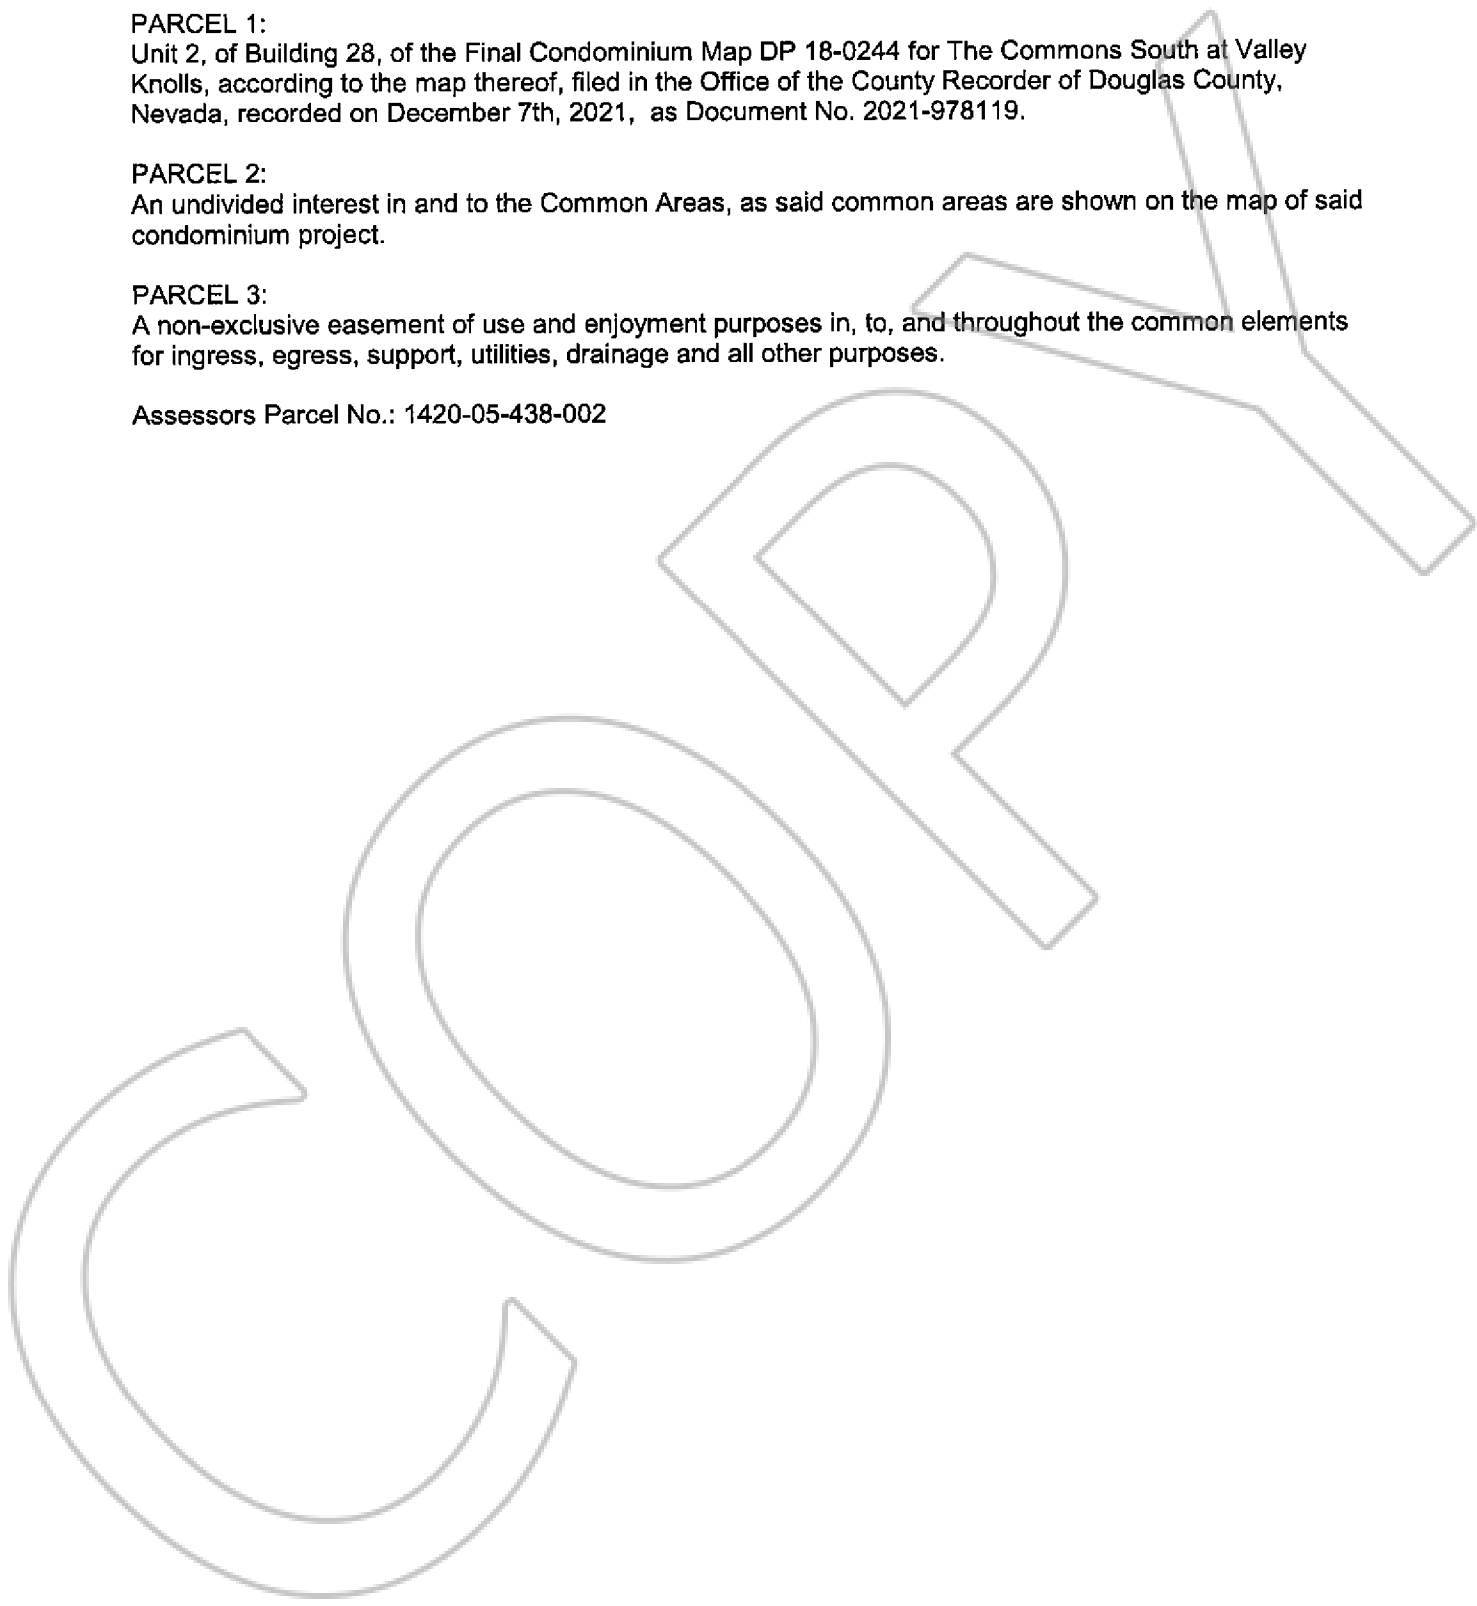 PARCEL 1:
Unit 2, of Building 28, of the Final Condominium Map DP 18-0244 for The Commons South at Valley
Knolls, according to the map thereof, filed in the Office of the County Recorder of Douglas County,
Nevada, recorded on December 7th, 2021,  as Document No. 2021-978119.
PARCEL 2:
An undivided interest in and to the Common Areas, as said common areas are shown on the map of said
condominium project.
PARCEL 3:
A non-exclusive easement of use and enjoyment purposes in, to, and throughout the common elements
for ingress, egress, support, utilities, drainage and all other purposes.
Assessors Parcel No.: 1420-05-438-002
COPY